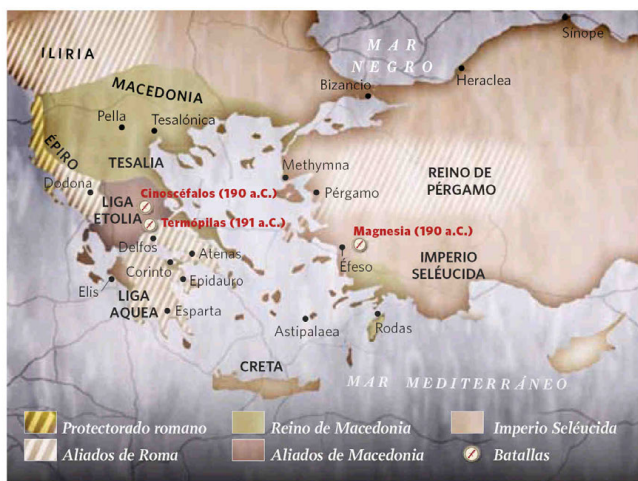 Sínope
MAR
NEGRO
ILIRIA
Heraclea
Bizancio
MACEDONIA
Pella
Tesalónica
ÉPIRO
TESALIA
Methymna
REINO DE
PÉRGAMO
Dodona
Pérgamo
Cinoscéfalos (190 a.C.)
LIGA
ETOLIA
Termópilas (191 a.C.)
Magnesia (190 a.C.)
Delfos
Atenas
Éfeso
IMPERIO
SELÉUCIDA
Corinto
Epidauro
Elis
LIGA
AQUEA
Esparta
Astipalaea
Rodas
CRETA
MAR MEDITERRÁNEO
Protectorado romano
Reino de Macedonia
Imperio Seléucida
Aliados de Roma
Aliados de Macedonia
Batallas